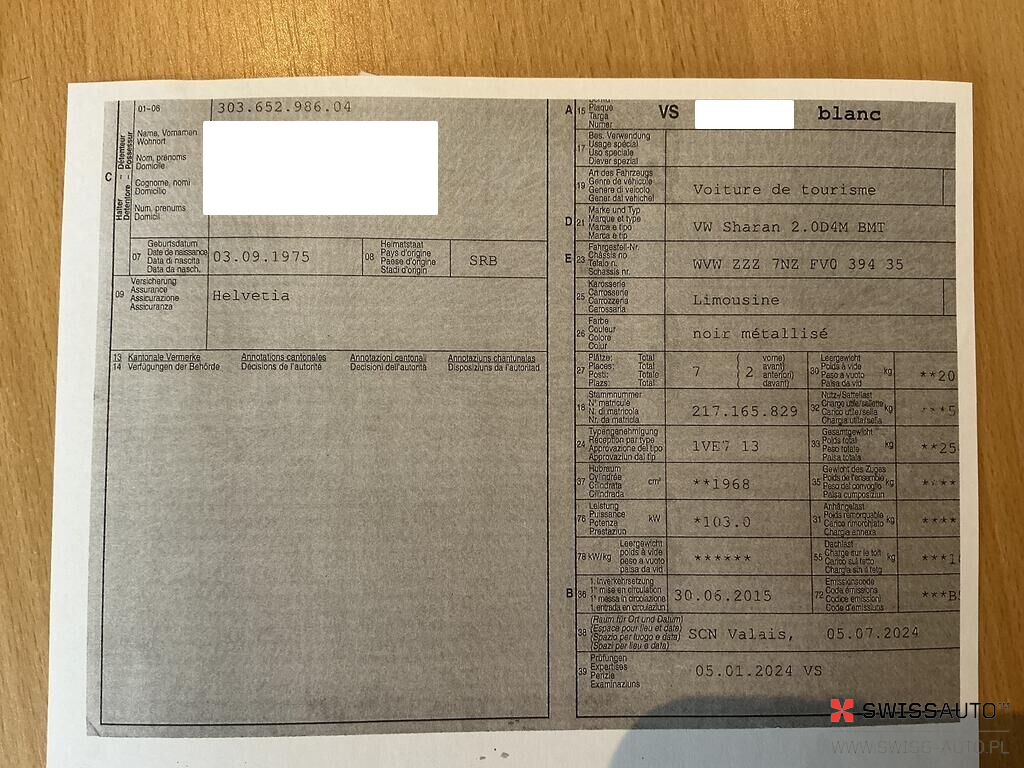 01-06
303.652.986.04
C
Halter – Détenteur
Detentore – Possessur
Name, Vornamen
Wohnort
Nom, prénoms
Domicile
Cognome, nomi
Domicilio
Num, prenums
Domicil
07
Geburtsdatum
Date de naissance
Data di nascita
Data da nasch.
03.09.1975
08
Heimatstaat
Pays d'origine
Paese d'origine
Stadi d'origin
SRB
09
Versicherung
Assurance
Assicurazione
Assicuranza
Helvetia
13 Kantonale Vermerke Annotations cantonales Annotazioni cantonali Annotaziuns chantunalas
14 Verfügungen der Behörde Décisions de l'autorité Decisioni dell'autorità Disposiziuns da l'autoritad
A 15
Plaque
Targa
Numer
VS blanc
17
Bes. Verwendung
Usage spécial
Uso speciale
Diever spezial
19
Art des Fahrzeugs
Genre de véhicule
Genere di veicolo
Gener dal vehichel
Voiture de tourisme
D 21
Marke und Typ
Marque et type
Marca e tipo
Marca e tip
VW Sharan 2.0D4M BMT
E 23
Fahrgestell-Nr.
Châssis no
Telaio n.
Schassis nr.
WVW ZZZ 7NZ FV0 394 35
25
Karosserie
Carrosserie
Carrozzeria
Carossaria
Limousine
26
Farbe
Couleur
Colore
Colur
noir métallisé
27
Plätze: Total
Places: Total
Posti: Totale
Plazs: Total
7
( vorne)
( avant)
( anteriori)
( davant)
2
30
Leergewicht
Poids à vide
Peso a vuoto
Paisa da vid
kg
**20
18
Stammnummer
N° matricule
N. di matricola
Nr. da matricla
217.165.829
32
Nutz-/Sattellast
Charge utile/sellette
Carico utile/sella
Chargia utila/sella
kg
***5
24
Typengenehmigung
Réception par type
Approvazione del tipo
Approvaziun dal tip
1VE7 13
33
Gesamtgewicht
Poids total
Peso totale
Paisa totala
kg
**25
37
Hubraum
Cylindrée
Cilindrata
Cilindrada
cm³
**1968
35
Gewicht des Zuges
Poids de l'ensemble
Peso del convoglio
Paisa cumposiziun
kg
****
76
Leistung
Puissance
Potenza
Prestaziun
kW
*103.0
31
Anhängelast
Poids remorquable
Carico rimorchiato
Chargia annexa
kg
****
78 kW/kg
Leergewicht
poids à vide
peso a vuoto
paisa da vid
******
55
Dachlast
Charge sur le toit
Carico sul tetto
Chargia sin il tetg
kg
***1
B 36
1. Inverkehrsetzung
1re mise en circulation
1a messa in circolazione
1. entrada en circulaziun
30.06.2015
72
Emissionscode
Code émissions
Codice emissioni
Code d'emissiuns
***B
38
(Raum für Ort und Datum)
(Espace pour lieu et date)
(Spazio per luogo e data)
(Spazi per lieu e data)
SCN Valais, 05.07.2024
39
Prüfungen
Expertises
Perizie
Examinaziuns
05.01.2024 VS
SWISSAUTO
WWW.SWISS-AUTO.PL